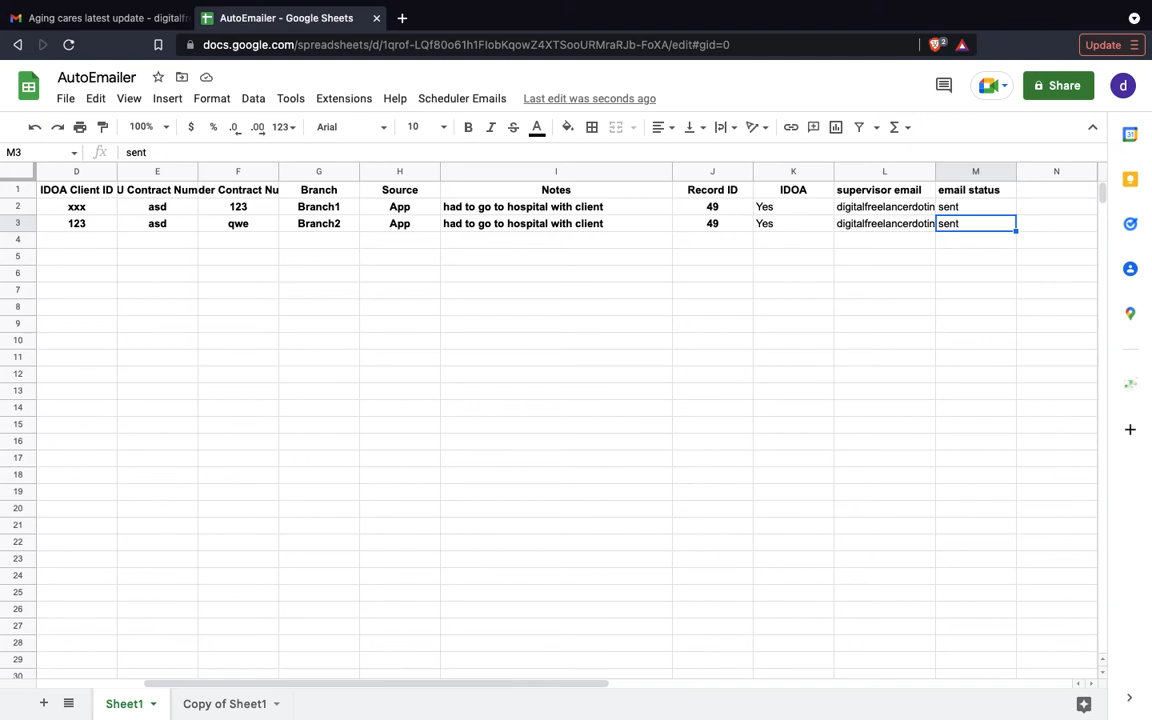 Aging cares latest update - digitalfr
AutoEmailer - Google Sheets
docs.google.com/spreadsheets/d/1qrof-LQf80o61h1FIobKqowZ4XTSooURMraRJb-FoXA/edit#gid=0
2
Update
AutoEmailer
File Edit View Insert Format Data Tools Extensions Help Scheduler Emails Last edit was seconds ago
Share
d
100% $ % .0 .00 123 Arial 10 B I S A
M3 fx sent
D E F G H I J K L M N
1 IDOA Client ID U Contract Num der Contract Nu Branch Source Notes Record ID IDOA supervisor email email status
2 xxx asd 123 Branch1 App had to go to hospital with client 49 Yes digitalfreelancerdotin sent
3 123 asd qwe Branch2 App had to go to hospital with client 49 Yes digitalfreelancerdotin sent
4
5
6
7
8
9
10
11
12
13
14
15
16
17
18
19
20
21
22
23
24
25
26
27
28
29
30
Sheet1 Copy of Sheet1